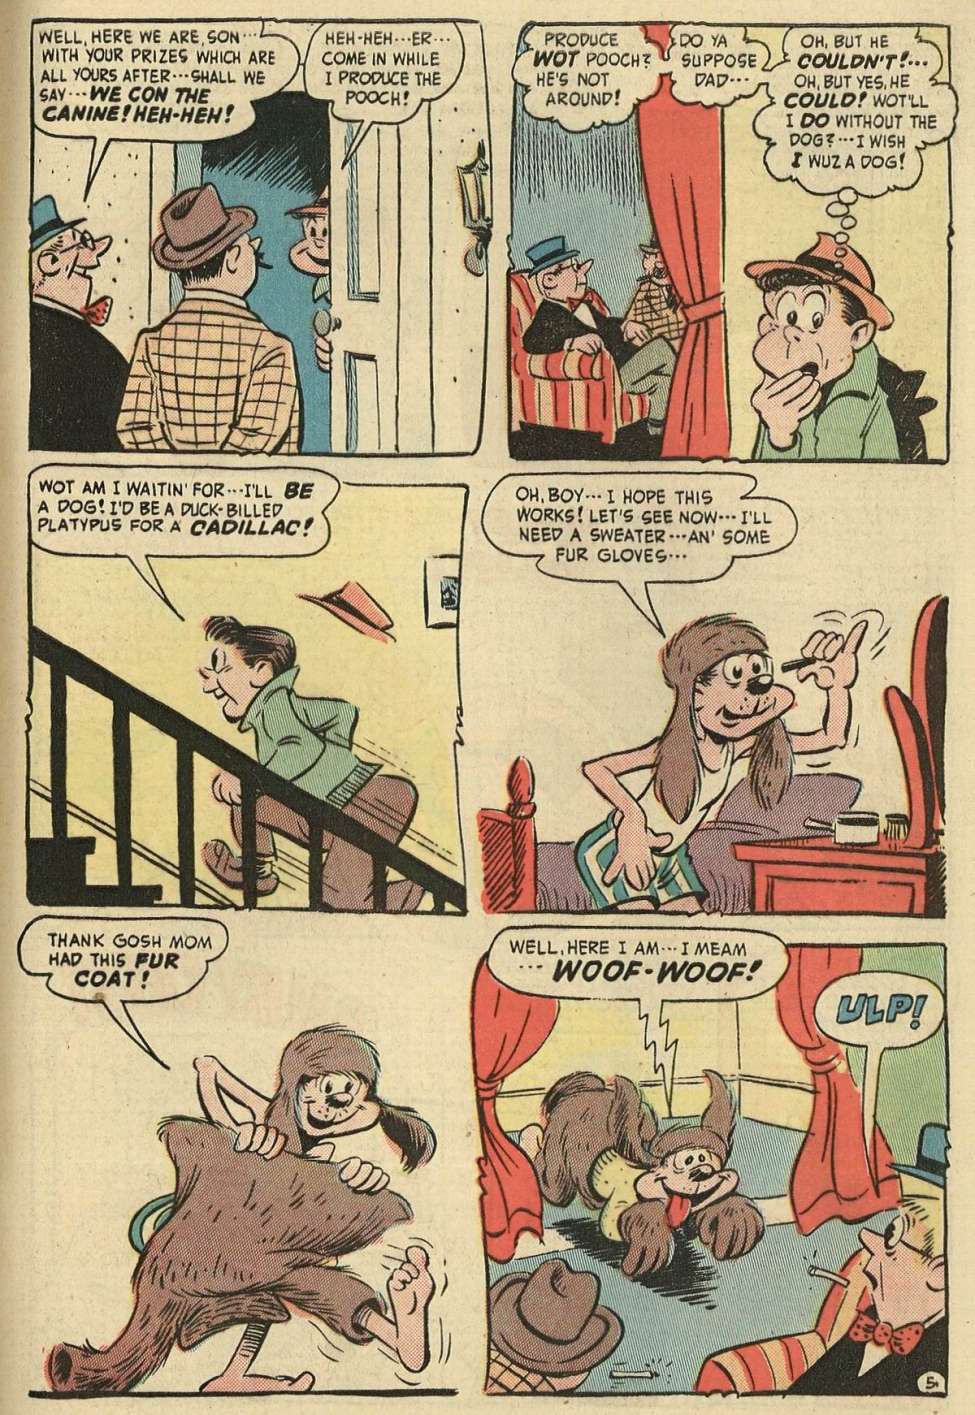 WELL, HERE WE ARE, SON...
WITH YOUR PRIZES WHICH ARE
ALL YOURS AFTER...SHALL WE
SAY...WE CON THE
CANINE! HEH-HEH!
HEH-HEH...ER...
COME IN WHILE
I PRODUCE THE
POOCH!
PRODUCE
WOT POOCH?
HE'S NOT
AROUND!
DO YA
SUPPOSE
DAD...
OH, BUT HE
COULDN'T!...
OH, BUT YES, HE
COULD! WOT'LL
I DO WITHOUT THE
DOG?...I WISH
I WUZ A DOG!
WOT AM I WAITIN' FOR...I'LL BE
A DOG! I'D BE A DUCK-BILLED
PLATYPUS FOR A CADILLAC!
OH, BOY...I HOPE THIS
WORKS! LET'S SEE NOW...I'LL
NEED A SWEATER...AN' SOME
FUR GLOVES...
THANK GOSH MOM
HAD THIS FUR
COAT!
WELL, HERE I AM...I MEAM
...WOOF-WOOF!
ULP!
5